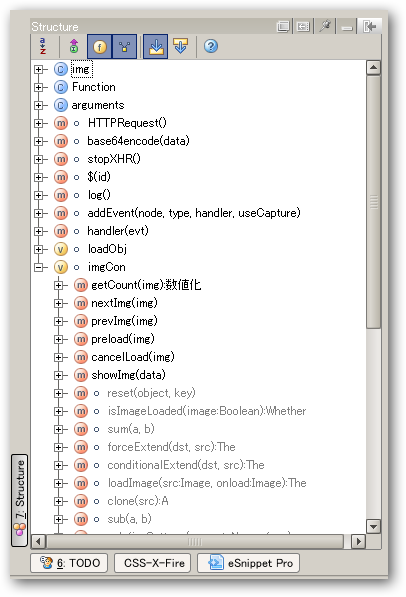 Structure
a
z
f
?
C img
C Function
C arguments
m HTTPRequest()
m base64encode(data)
m stopXHR()
m $(id)
m log()
m addEvent(node, type, handler, useCapture)
m handler(evt)
v loadObj
v imgCon
m getCount(img):数値化
m nextImg(img)
m prevImg(img)
m preload(img)
m cancelLoad(img)
m showImg(data)
m reset(object, key)
m isImageLoaded(image:Boolean):Whether
m sum(a, b)
m forceExtend(dst, src):The
m conditionalExtend(dst, src):The
m loadImage(src:Image, onload:Image):The
m clone(src):A
m sub(a, b)
7: Structure
6: TODO
CSS-X-Fire
eSnippet Pro